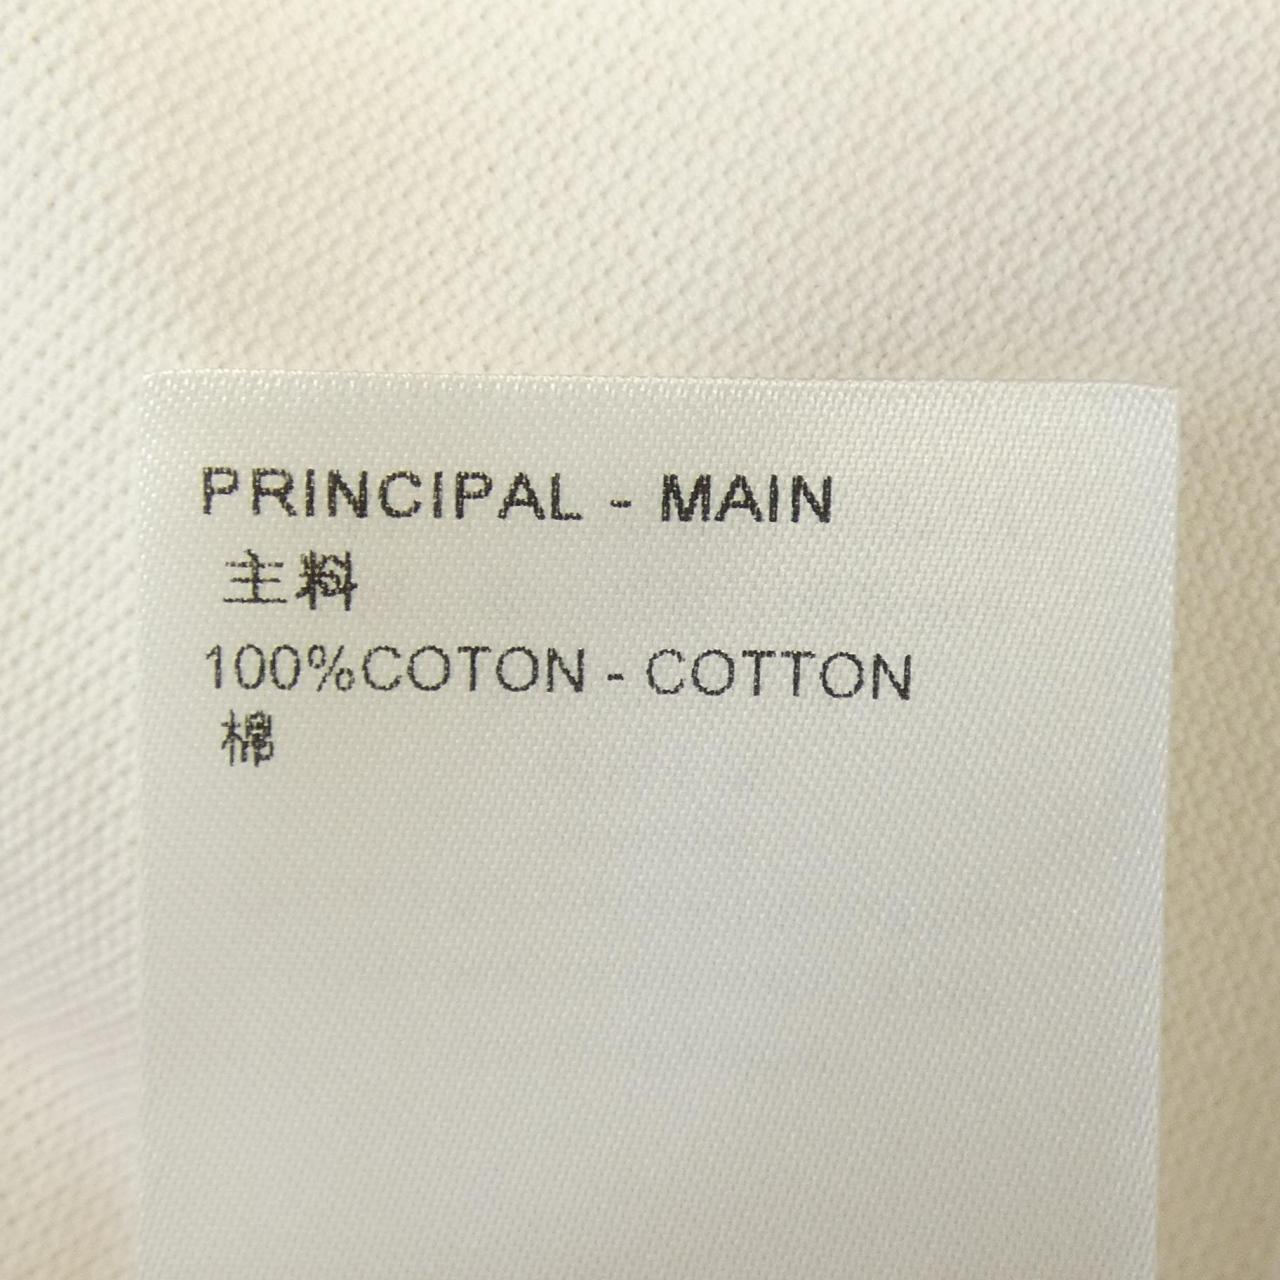 PRINCIPAL - MAIN
主料
100%COTON - COTTON
棉